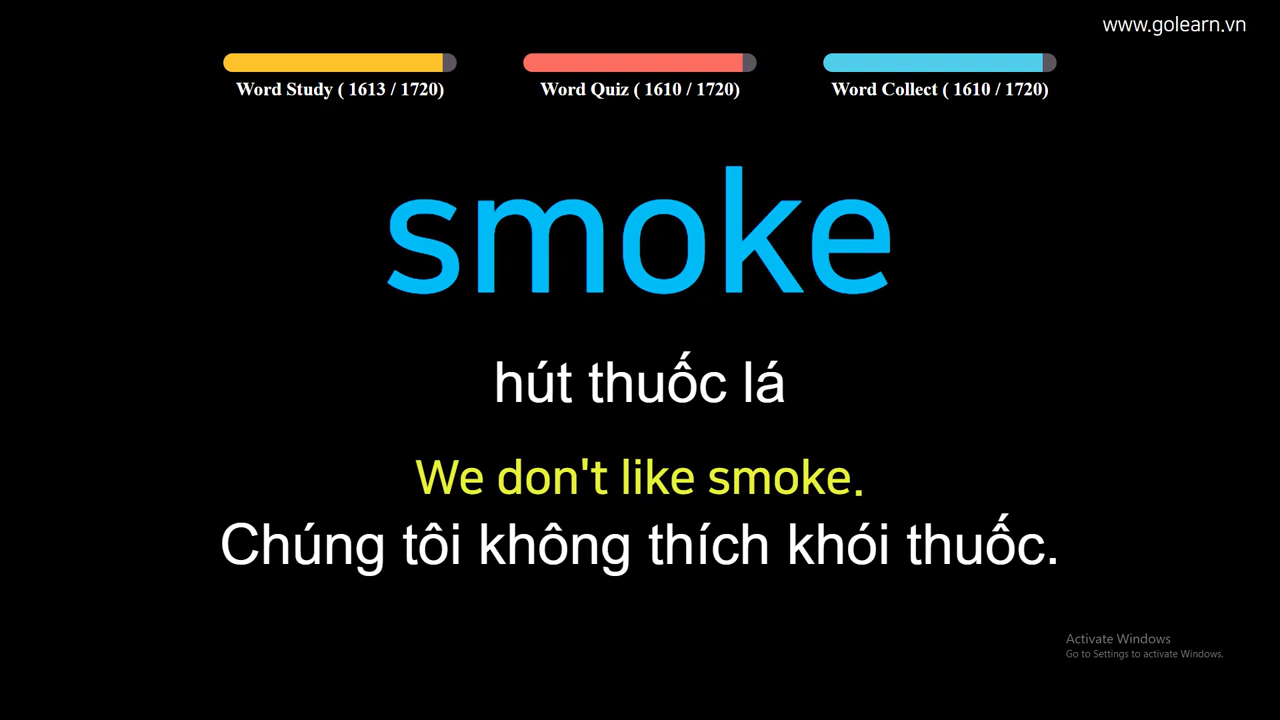 www.golearn.vn
Word Study ( 1613 / 1720)
Word Quiz ( 1610 / 1720)
Word Collect ( 1610 / 1720)
smoke
hút thuốc lá
We don't like smoke.
Chúng tôi không thích khói thuốc.
Activate Windows
Go to Settings to activate Windows.